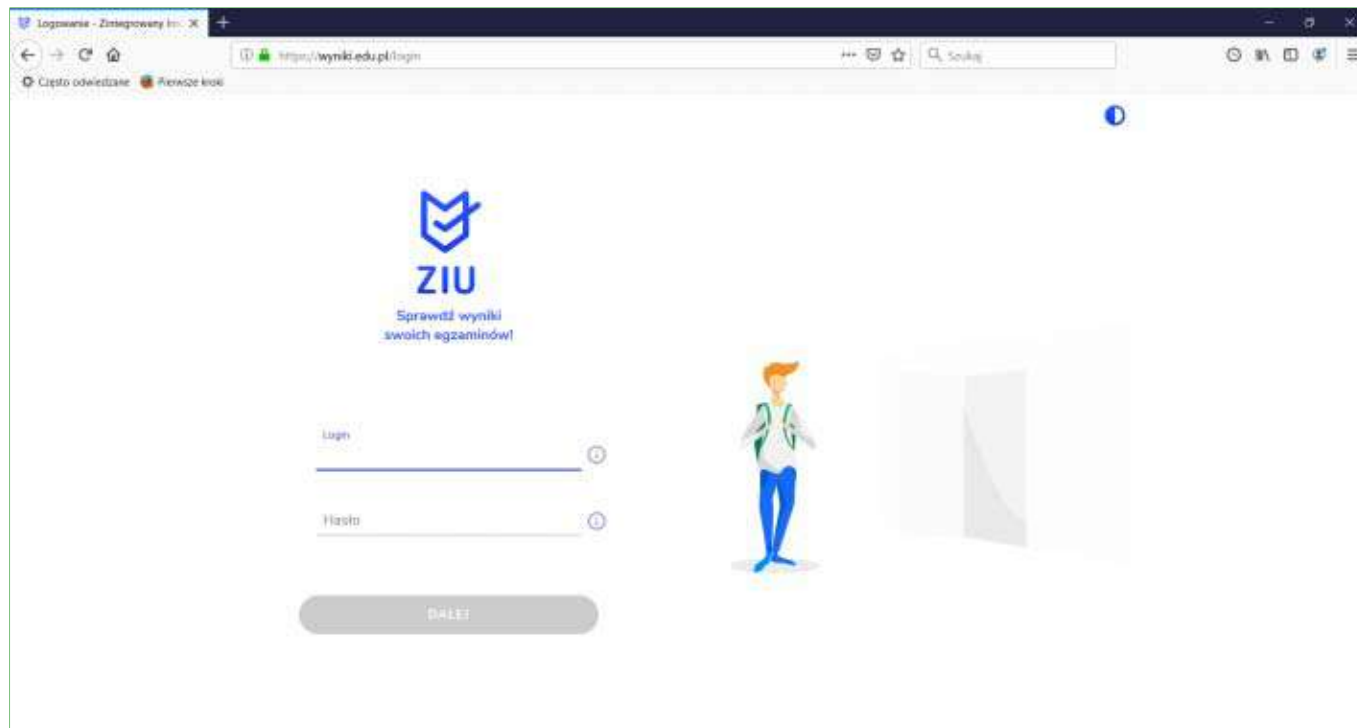 Logowanie - Zintegrowany In
https://wyniki.edu.pl/login
Szukaj
Często odwiedzane
Pierwsze kroki
ZIU
Sprawdź wyniki
swoich egzaminów!
Login
Hasło
DALEJ